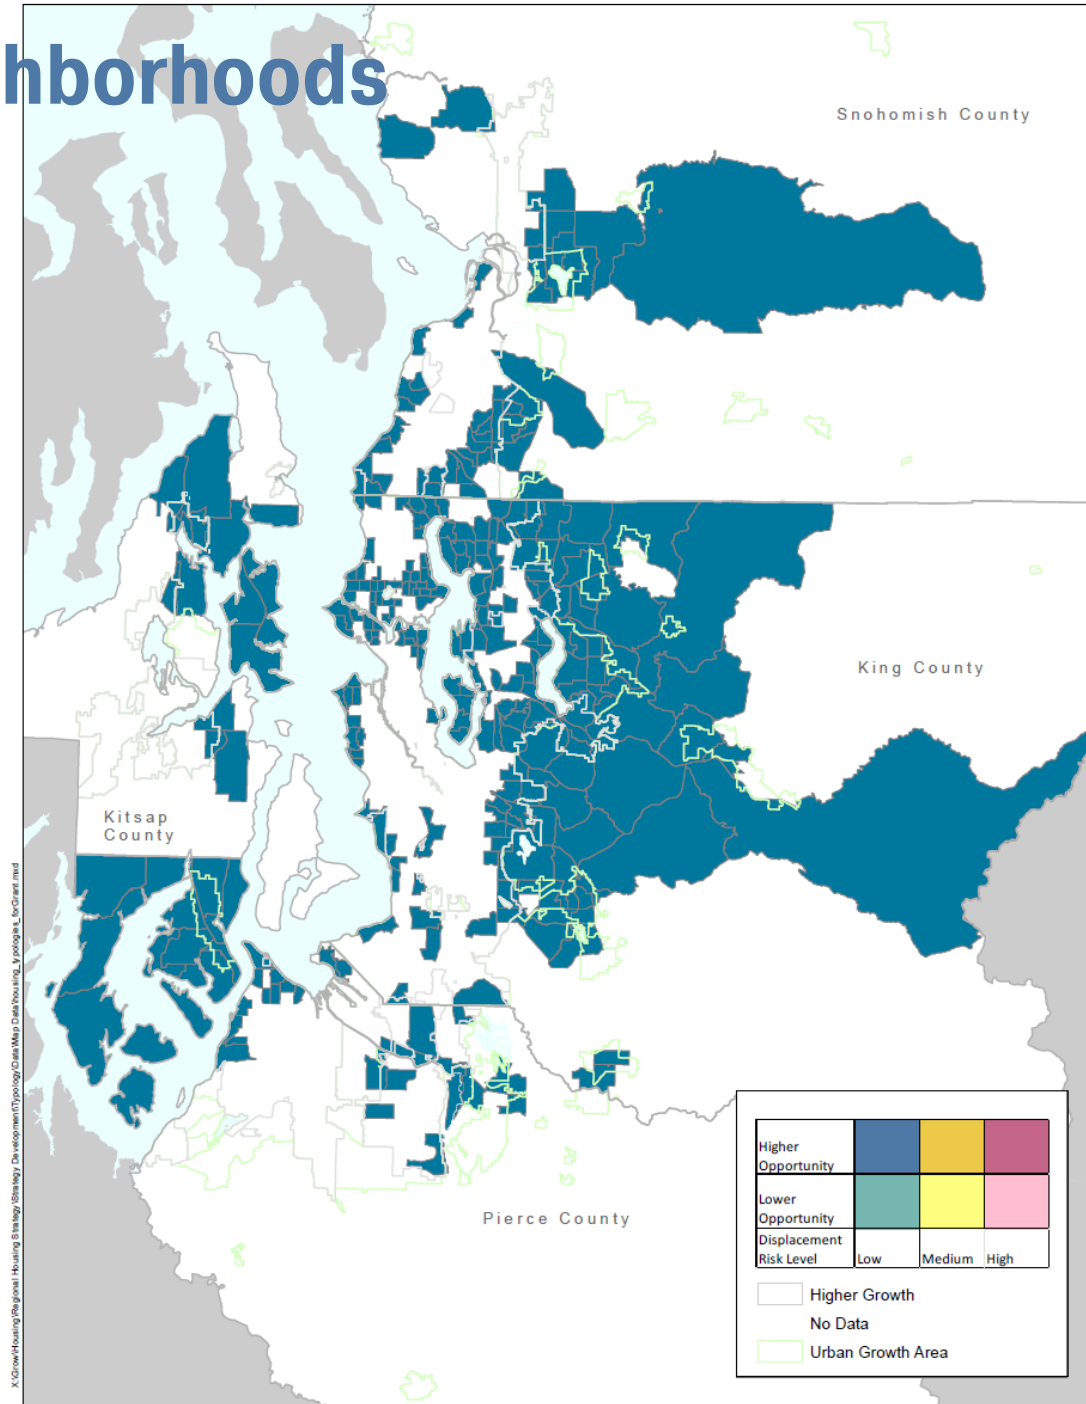 hborhoods
Snohomish County
King County
Kitsap
County
Pierce County
Higher
Opportunity
Lower
Opportunity
Displacement
Risk Level
Low
Medium
High
Higher Growth
No Data
Urban Growth Area